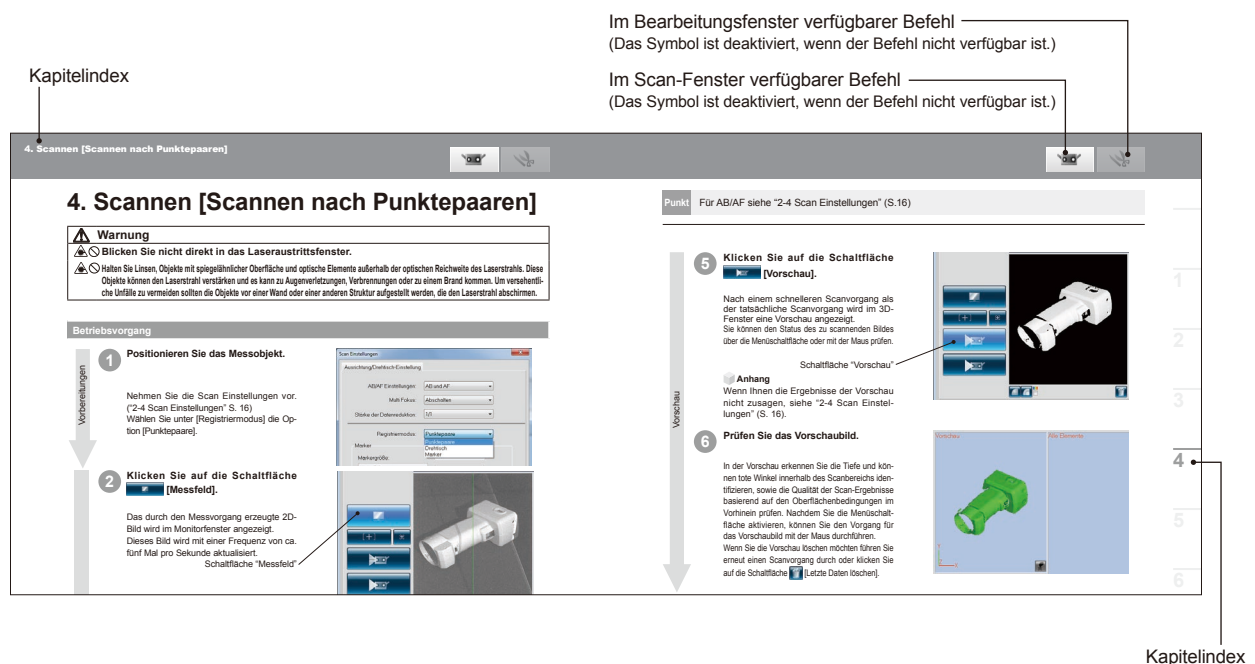 Im Bearbeitungsfenster verfügbarer Befehl
(Das Symbol ist deaktiviert, wenn der Befehl nicht verfügbar ist.)
Im Scan-Fenster verfügbarer Befehl
(Das Symbol ist deaktiviert, wenn der Befehl nicht verfügbar ist.)
Kapitelindex
4. Scannen [Scannen nach Punktepaaren]
4. Scannen [Scannen nach Punktepaaren]
Warnung
Blicken Sie nicht direkt in das Laseraustrittsfenster.
Halten Sie Linsen, Objekte mit spiegelähnlicher Oberfläche und optische Elemente außerhalb der optischen Reichweite des Laserstrahls. Diese
Objekte können den Laserstrahl verstärken und es kann zu Augenverletzungen, Verbrennungen oder zu einem Brand kommen. Um versehentli-
che Unfälle zu vermeiden sollten die Objekte vor einer Wand oder einer anderen Struktur aufgestellt werden, die den Laserstrahl abschirmen.
Betriebsvorgang
Vorbereitungen
1 Positionieren Sie das Messobjekt.
Nehmen Sie die Scan Einstellungen vor.
("2-4 Scan Einstellungen" S. 16)
Wählen Sie unter [Registriermodus] die Op-
tion [Punktepaare].
Scan Einstellungen
Ausrichtung/Drehtisch-Einstellung
AB/AF Einstellungen: AB und AF
Multi Fokus: Abschalten
Stärke der Datenreduktion: 1/1
Registriermodus: Punktepaare
Punktepaare
Drehtisch
Marker
Marker
Markergröße
2 Klicken Sie auf die Schaltfläche
[Messfeld].
Das durch den Messvorgang erzeugte 2D-
Bild wird im Monitorfenster angezeigt.
Dieses Bild wird mit einer Frequenz von ca.
fünf Mal pro Sekunde aktualisiert.
Schaltfläche "Messfeld"
Punkt Für AB/AF siehe "2-4 Scan Einstellungen" (S.16)
Vorschau
5 Klicken Sie auf die Schaltfläche
[Vorschau].
Nach einem schnelleren Scanvorgang als
der tatsächliche Scanvorgang wird im 3D-
Fenster eine Vorschau angezeigt.
Sie können den Status des zu scannenden Bildes
über die Menüschaltfläche oder mit der Maus prüfen.
Schaltfläche "Vorschau"
Anhang
Wenn Ihnen die Ergebnisse der Vorschau
nicht zusagen, siehe "2-4 Scan Einstel-
lungen" (S. 16).
6 Prüfen Sie das Vorschaubild.
In der Vorschau erkennen Sie die Tiefe und kön-
nen tote Winkel innerhalb des Scanbereichs iden-
tifizieren, sowie die Qualität der Scan-Ergebnisse
basierend auf den Oberflächenbedingungen im
Vorhinein prüfen. Nachdem Sie die Menüschalt-
fläche aktivieren, können Sie den Vorgang für
das Vorschaubild mit der Maus durchführen.
Wenn Sie die Vorschau löschen möchten führen Sie
erneut einen Scanvorgang durch oder klicken Sie
auf die Schaltfläche [Letzte Daten löschen].
Vorschau
Alle Elemente
1
2
3
4
5
6
Kapitelindex